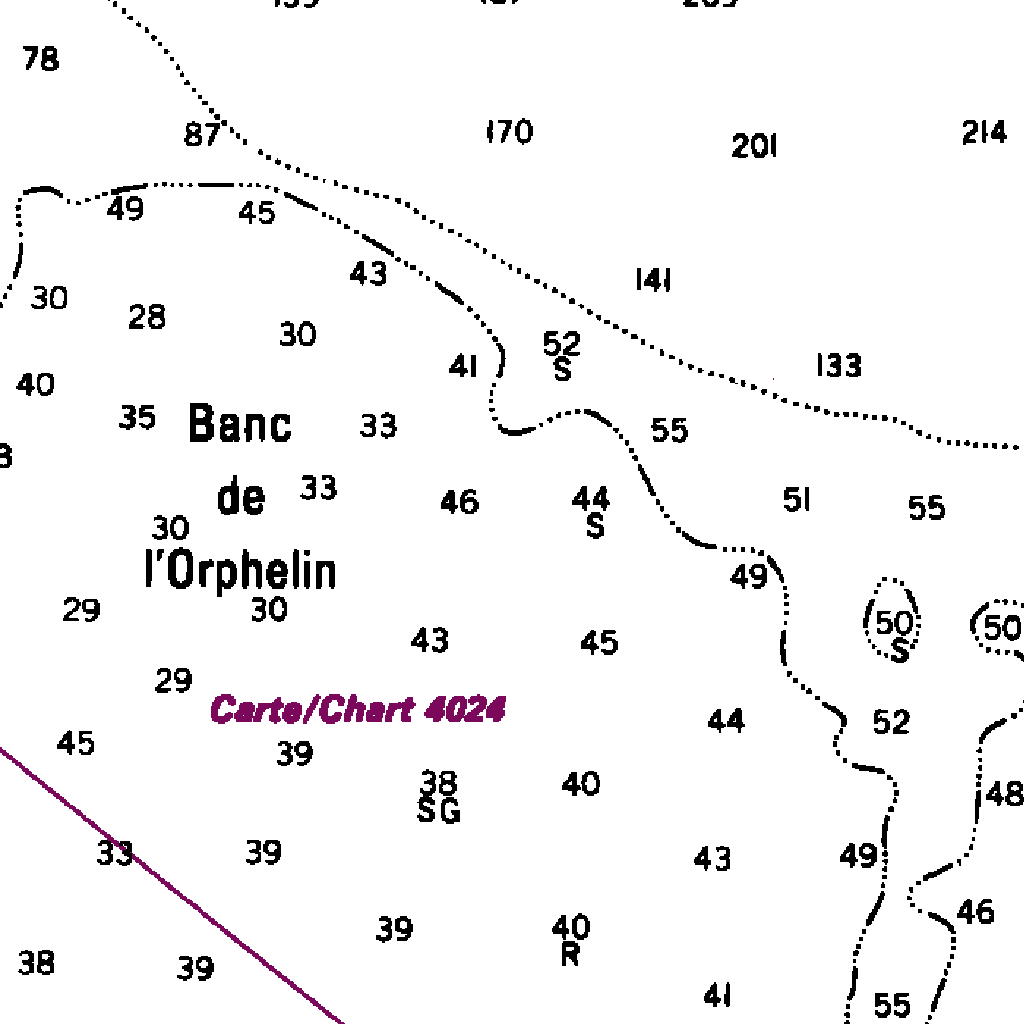 78
87 170 201 214
49 45
43 141
30 28 30
52
S
41 133
40
35 Banc 33 55
33
de 46 44 51 55
S
30
l'Orphelin 49
29 30 50 50
S
43 45
29
Carte/Chart 4024 44 52
45 39
38 40 48
SG
33 39 43 49
46
39 40
R
38 39
41 55